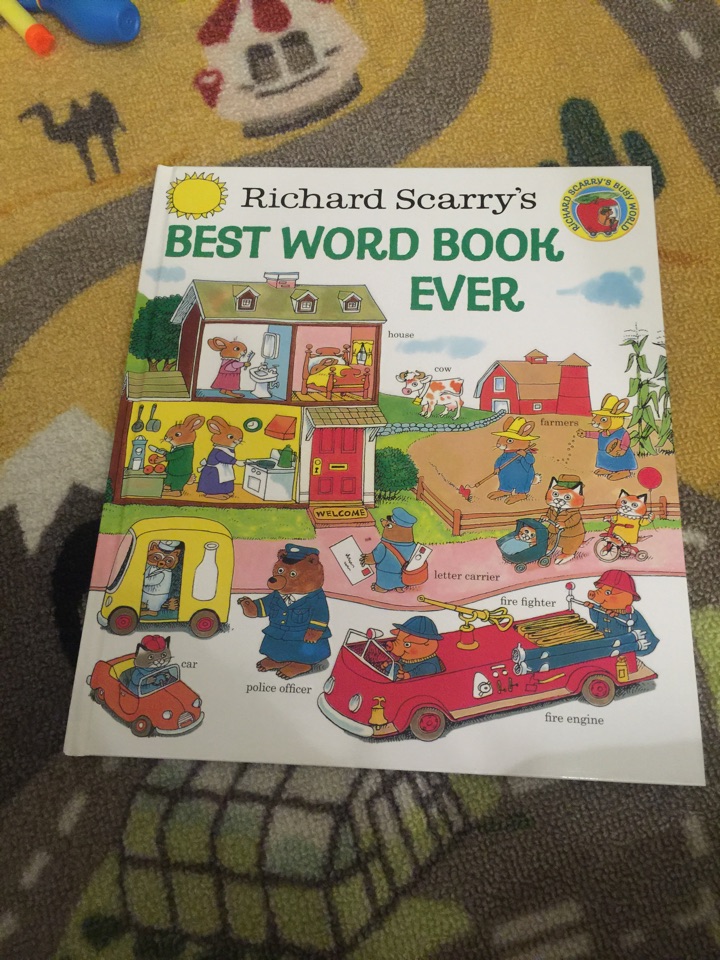 Richard Scarry's
RICHARD SCARRY'S BUSY WORLD
BEST WORD BOOK
EVER
house
cow
farmers
WELCOME
letter carrier
fire fighter
car
police officer
fire engine